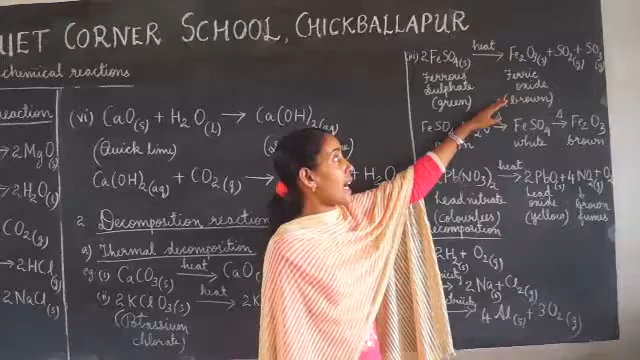 UIET CORNER SCHOOL, CHICKBALLAPUR
chemical reactions
reaction
→ 2MgO
→ 2H₂O(l)
CO₂(g)
→ 2HCl(g)
2NaCl(s)
(vi) CaO(s) + H₂O(l) → Ca(OH)₂(aq)
(Quick lime)
Ca(OH)₂(aq) + CO₂(g) → + H₂O
2. Decomposition reaction
a) Thermal decomposition
eg: (i) CaCO₃(s) heat→ CaO
(ii) 2KClO₃(s) heat→ 2K
(Potassium
chlorate)
(iii) 2FeSO₄(s) heat→ Fe₂O₃(s) + SO₂(g) + SO₃(g)
Ferrous Ferric
sulphate oxide
(green) (brown)
FeSO₄ → FeSO₄ Δ→ Fe₂O₃
white brown
Pb(NO₃)₂ heat→ 2PbO(s) + 4NO₂ + O₂
Lead nitrate Lead brown
(colourless) oxide fumes
(yellow)
decomposition
2H₂(g) + O₂(g)
2Na(s) + Cl₂(g)
→ 4Al(s) + 3O₂(g)